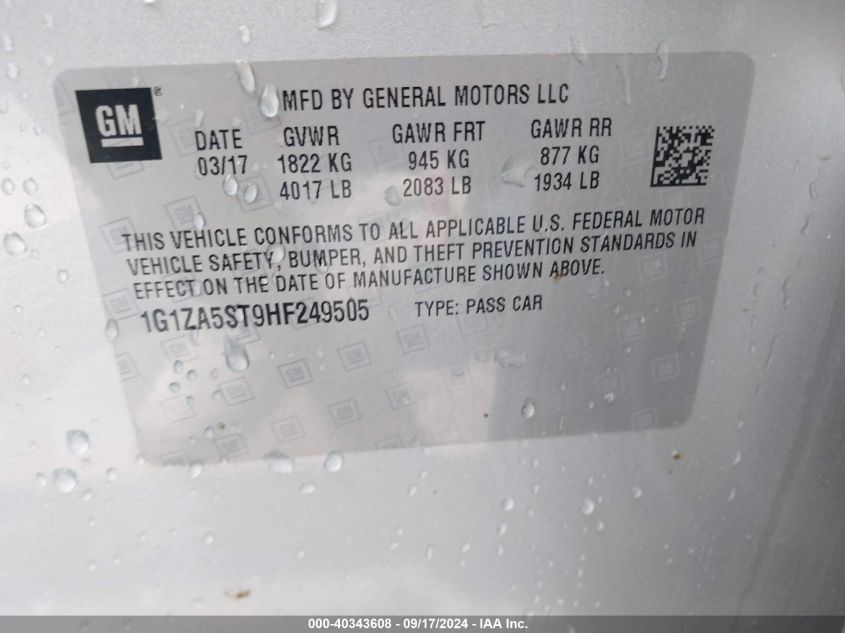 GM ®
MFD BY GENERAL MOTORS LLC
DATE GVWR GAWR FRT GAWR RR
03/17 1822 KG 945 KG 877 KG
4017 LB 2083 LB 1934 LB
THIS VEHICLE CONFORMS TO ALL APPLICABLE U.S. FEDERAL MOTOR
VEHICLE SAFETY, BUMPER, AND THEFT PREVENTION STANDARDS IN
EFFECT ON THE DATE OF MANUFACTURE SHOWN ABOVE.
1G1ZA5ST9HF249505 TYPE: PASS CAR
000-40343608 - 09/17/2024 - IAA Inc.